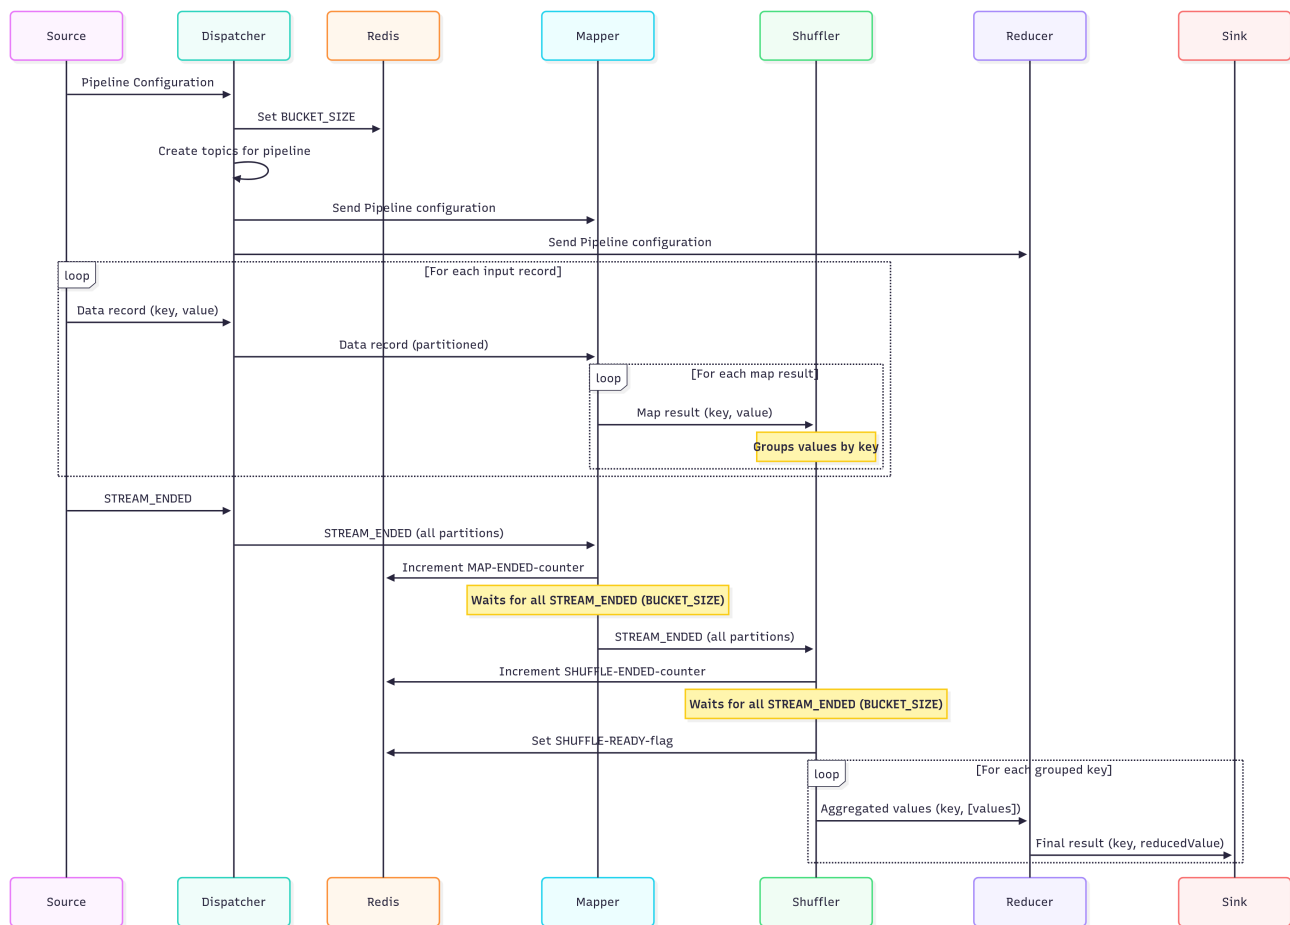 Source
Dispatcher
Redis
Mapper
Shuffler
Reducer
Sink
Pipeline Configuration
Set BUCKET_SIZE
Create topics for pipeline
Send Pipeline configuration
Send Pipeline configuration
loop
[For each input record]
Data record (key, value)
Data record (partitioned)
loop
[For each map result]
Map result (key, value)
Groups values by key
STREAM_ENDED
STREAM_ENDED (all partitions)
Increment MAP-ENDED-counter
Waits for all STREAM_ENDED (BUCKET_SIZE)
STREAM_ENDED (all partitions)
Increment SHUFFLE-ENDED-counter
Waits for all STREAM_ENDED (BUCKET_SIZE)
Set SHUFFLE-READY-flag
loop
[For each grouped key]
Aggregated values (key, [values])
Final result (key, reducedValue)
Source
Dispatcher
Redis
Mapper
Shuffler
Reducer
Sink